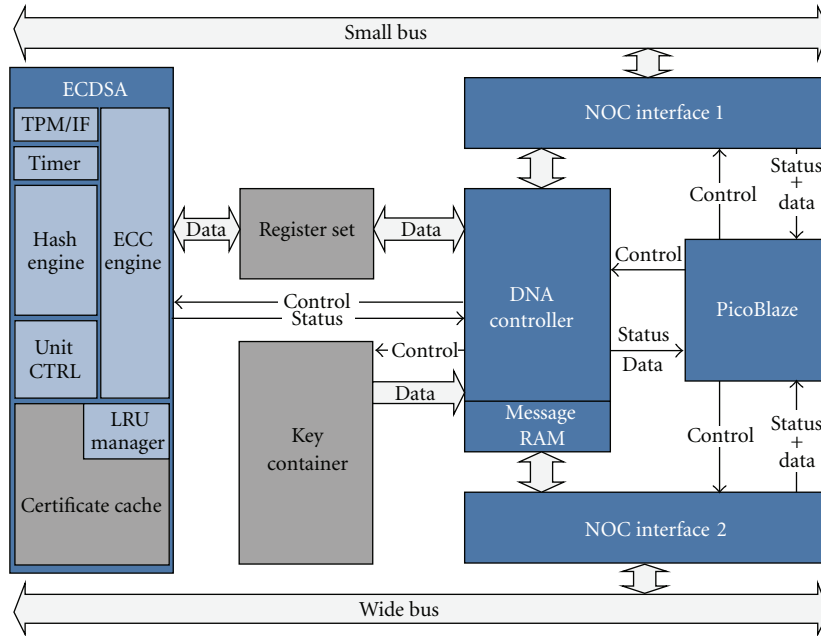 Small bus
ECDSA
TPM/IF
Timer
Hash
engine
ECC
engine
Unit
CTRL
LRU
manager
Certificate cache
Data
Register set
Data
Control
Status
Control
Data
Key
container
NOC interface 1
DNA
controller
Message
RAM
Control
Status
+
data
Control
PicoBlaze
Status
Data
Control
Status
+
data
NOC interface 2
Wide bus